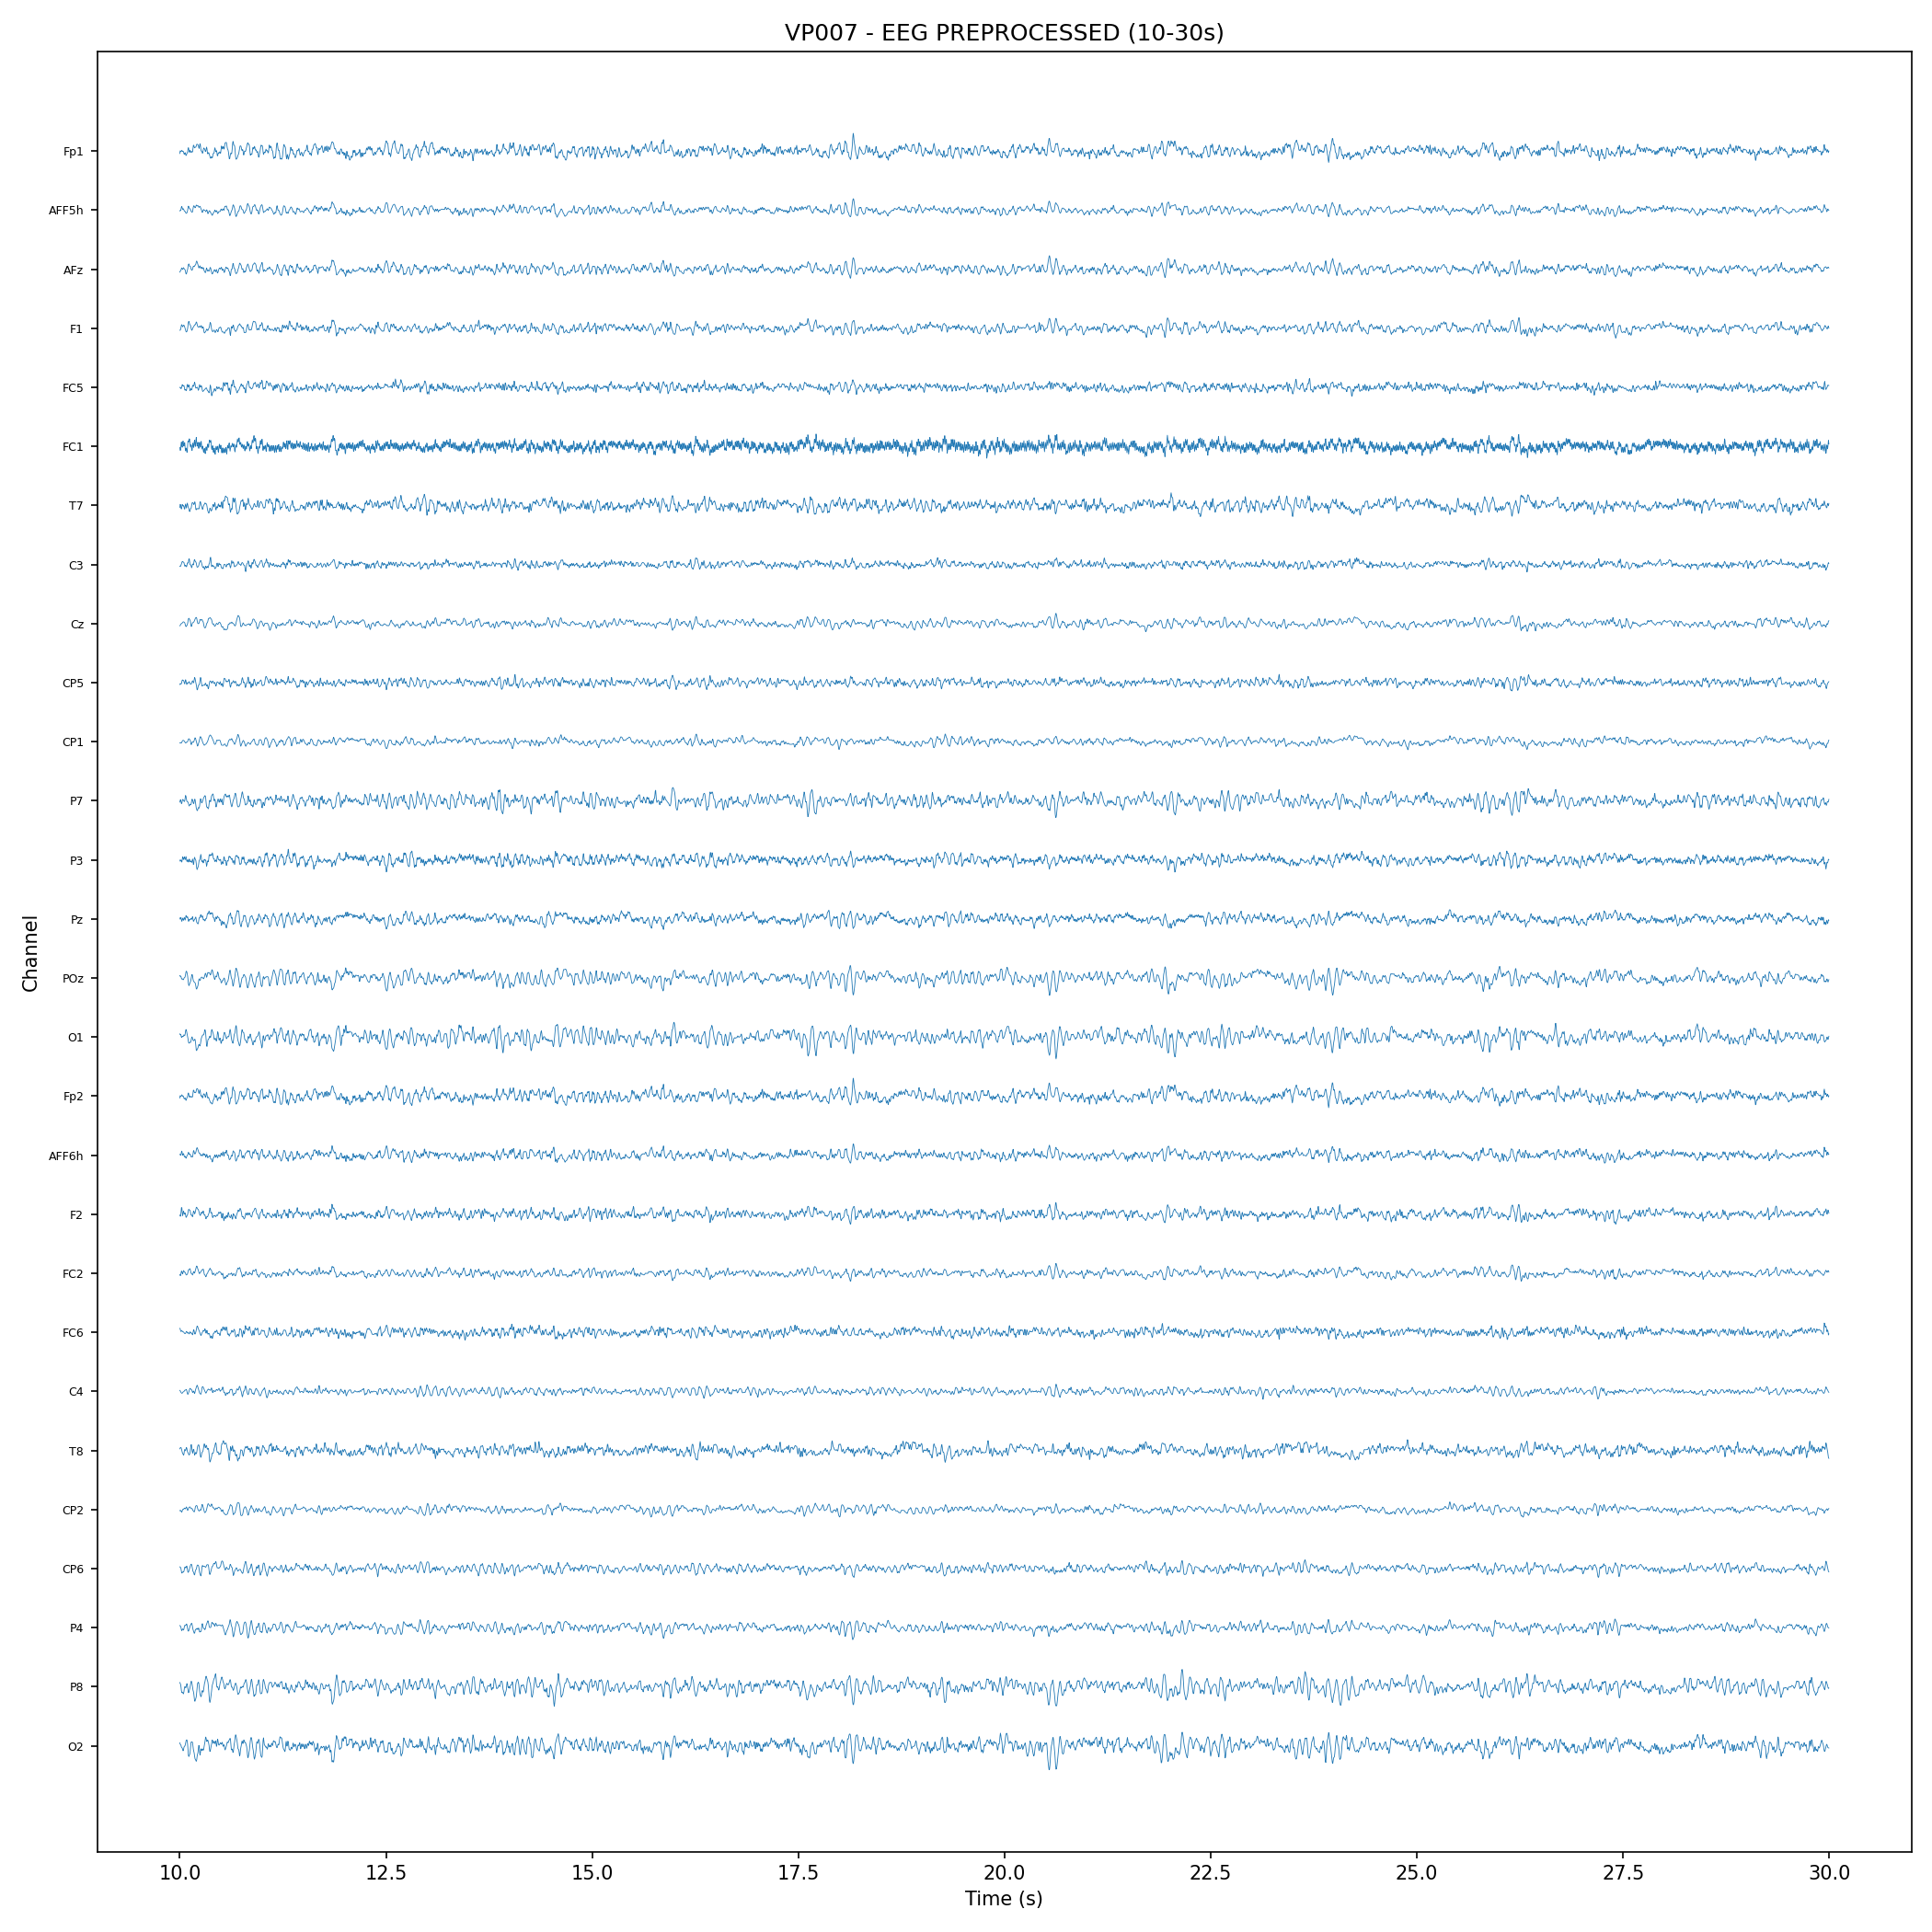 VP007 - EEG PREPROCESSED (10-30s)
Fp1
AFF5h
AFz
F1
FC5
FC1
T7
C3
Cz
CP5
CP1
P7
P3
Pz
POz
O1
Fp2
AFF6h
F2
FC2
FC6
C4
T8
CP2
CP6
P4
P8
O2
Channel
10.0 12.5 15.0 17.5 20.0 22.5 25.0 27.5 30.0
Time (s)